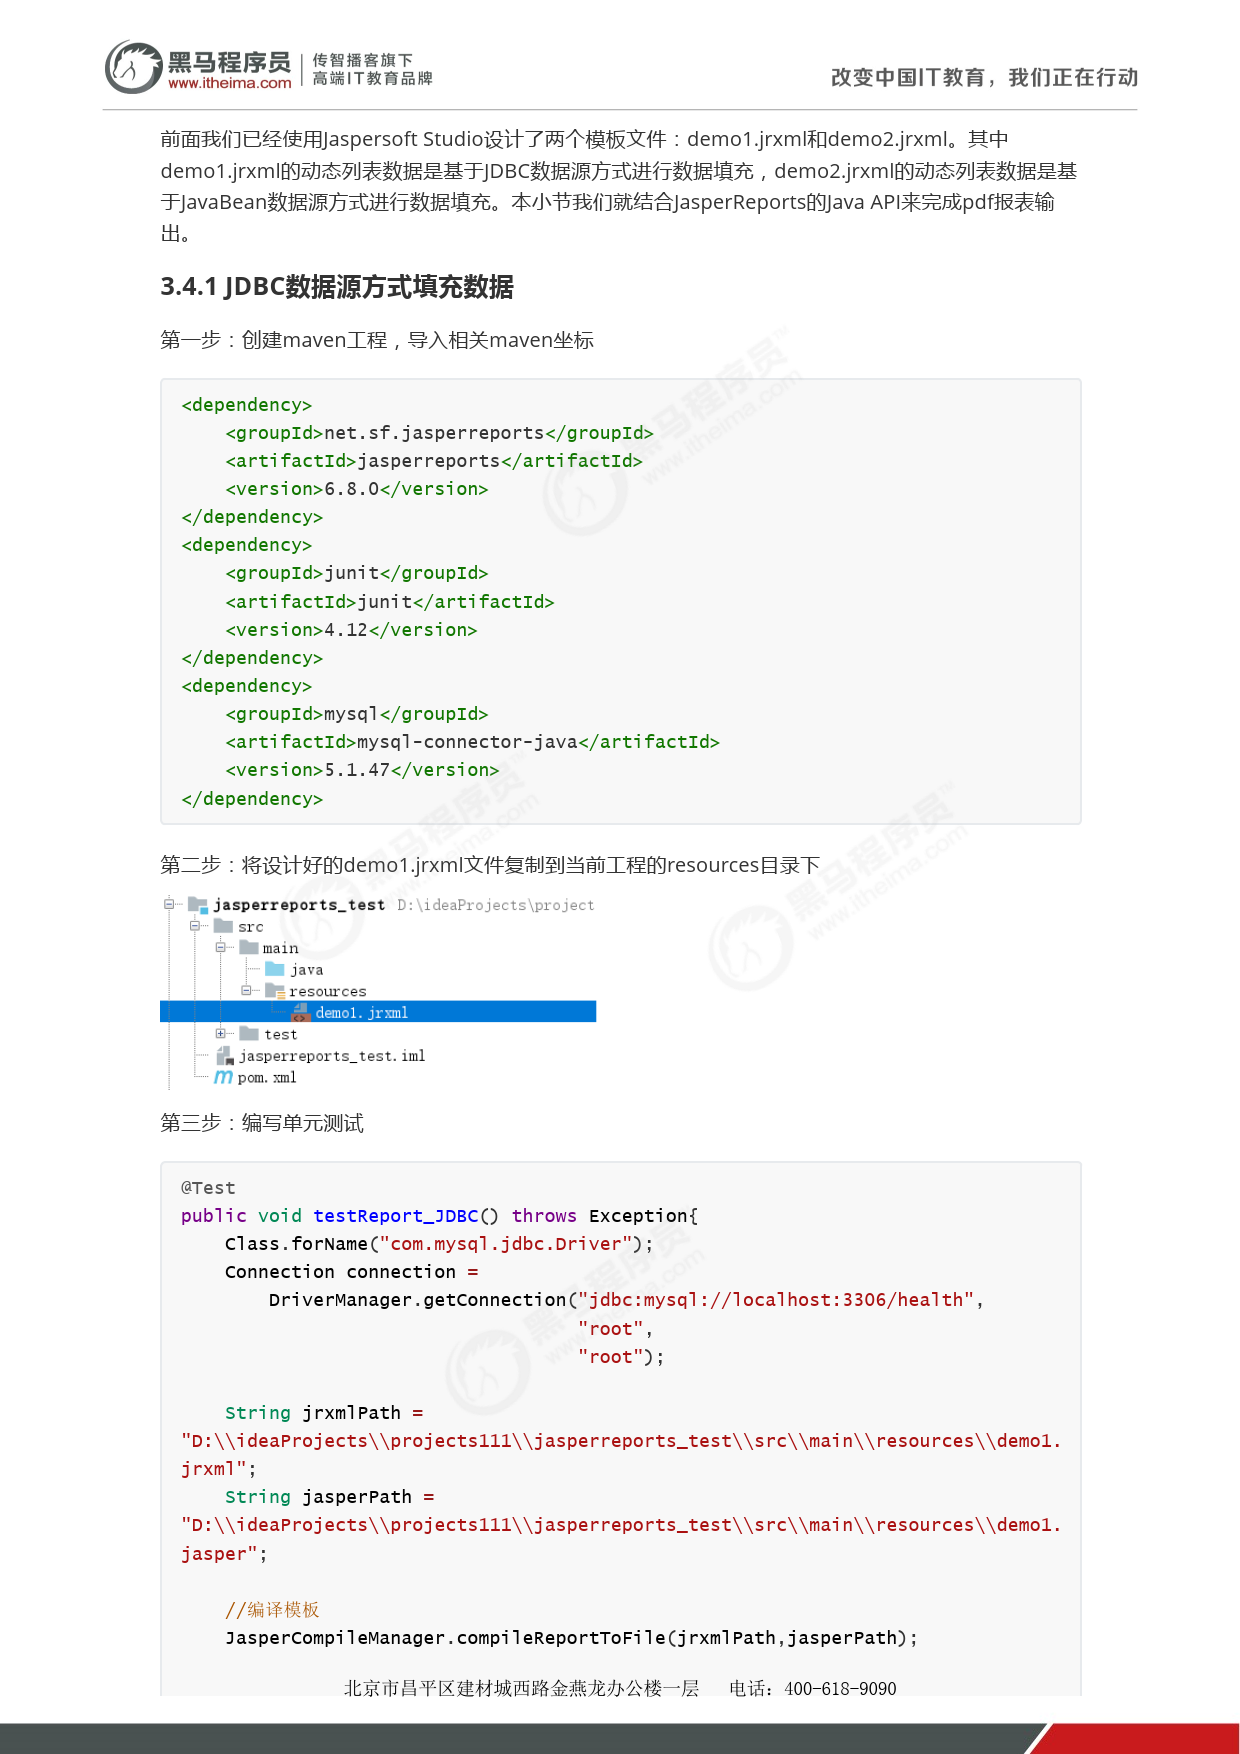 黑马程序员
www.itheima.com
传智播客旗下
高端IT教育品牌
改变中国IT教育，我们正在行动
前面我们已经使用Jaspersoft Studio设计了两个模板文件：demo1.jrxml和demo2.jrxml。其中
demo1.jrxml的动态列表数据是基于JDBC数据源方式进行数据填充，demo2.jrxml的动态列表数据是基
于JavaBean数据源方式进行数据填充。本小节我们就结合JasperReports的Java API来完成pdf报表输
出。
3.4.1 JDBC数据源方式填充数据
第一步：创建maven工程，导入相关maven坐标
<dependency>
    <groupId>net.sf.jasperreports</groupId>
    <artifactId>jasperreports</artifactId>
    <version>6.8.0</version>
</dependency>
<dependency>
    <groupId>junit</groupId>
    <artifactId>junit</artifactId>
    <version>4.12</version>
</dependency>
<dependency>
    <groupId>mysql</groupId>
    <artifactId>mysql-connector-java</artifactId>
    <version>5.1.47</version>
</dependency>
第二步：将设计好的demo1.jrxml文件复制到当前工程的resources目录下
jasperreports_test D:\ideaProjects\project
src
main
java
resources
demo1.jrxml
test
jasperreports_test.iml
pom.xml
第三步：编写单元测试
@Test
public void testReport_JDBC() throws Exception{
    Class.forName("com.mysql.jdbc.Driver");
    Connection connection =
        DriverManager.getConnection("jdbc:mysql://localhost:3306/health",
                                    "root",
                                    "root");
    String jrxmlPath =
"D:\\ideaProjects\\projects111\\jasperreports_test\\src\\main\\resources\\demo1.
jrxml";
    String jasperPath =
"D:\\ideaProjects\\projects111\\jasperreports_test\\src\\main\\resources\\demo1.
jasper";
    //编译模板
    JasperCompileManager.compileReportToFile(jrxmlPath,jasperPath);
北京市昌平区建材城西路金燕龙办公楼一层 电话：400-618-9090